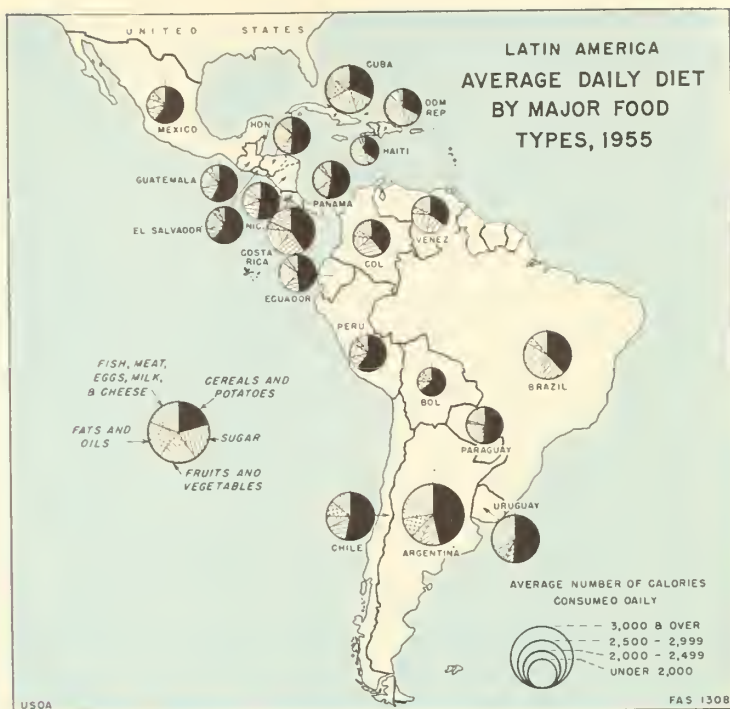 UNITED STATES
LATIN AMERICA
AVERAGE DAILY DIET
BY MAJOR FOOD
TYPES, 1955
CUBA
DOM
REP
MEXICO
HON
HAITI
GUATEMALA
PANAMA
EL SALVADOR
NIC.
VENEZ
COSTA
RICA
COL
ECUADOR
PERU
BRAZIL
BOL
PARAGUAY
FISH, MEAT,
EGGS, MILK,
& CHEESE
CEREALS AND
POTATOES
FATS AND
OILS
SUGAR
FRUITS AND
VEGETABLES
URUGUAY
CHILE
ARGENTINA
AVERAGE NUMBER OF CALORIES
CONSUMED DAILY
3,000 & OVER
2,500 - 2,999
2,000 - 2,499
UNDER 2,000
USDA
FAS 1308